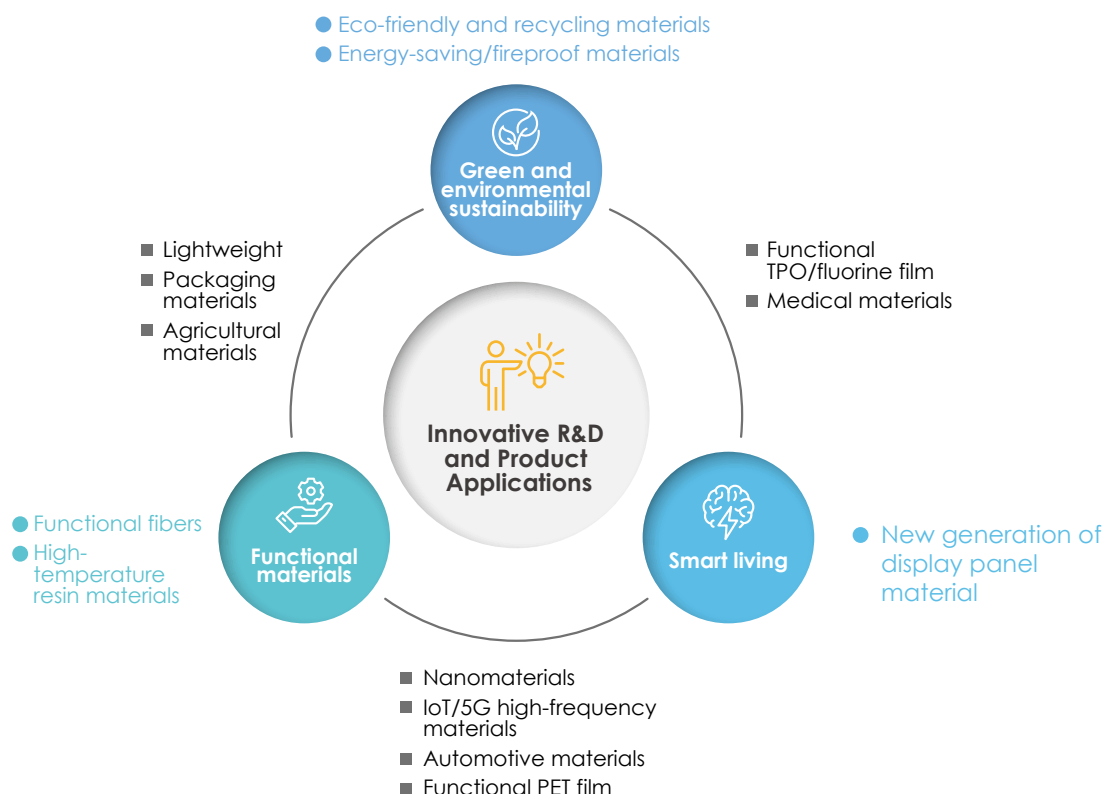 Eco-friendly and recycling materials
Energy-saving/fireproof materials
Green and
environmental
sustainability
Lightweight
Packaging
materials
Agricultural
materials
Functional
TPO/fluorine film
Medical materials
Innovative R&D
and Product
Applications
Functional fibers
High-
temperature
resin materials
Functional
materials
Smart living
New generation of
display panel
material
Nanomaterials
IoT/5G high-frequency
materials
Automotive materials
Functional PET film